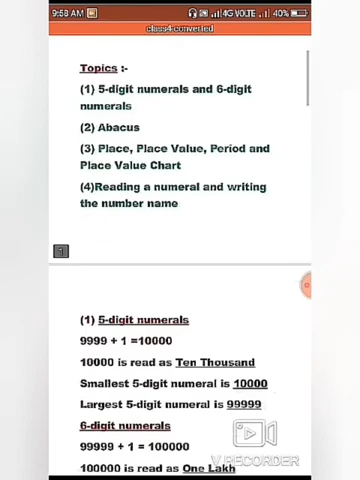 9:58 AM 4G VOLTE 40%
class4-converted
Topics :-
(1) 5-digit numerals and 6-digit
numerals
(2) Abacus
(3) Place, Place Value, Period and
Place Value Chart
(4)Reading a numeral and writing
the number name
1
(1) 5-digit numerals
9999 + 1 =10000
10000 is read as Ten Thousand
Smallest 5-digit numeral is 10000
Largest 5-digit numeral is 99999
6-digit numerals
99999 + 1 = 100000
100000 is read as One Lakh
V RECORDER